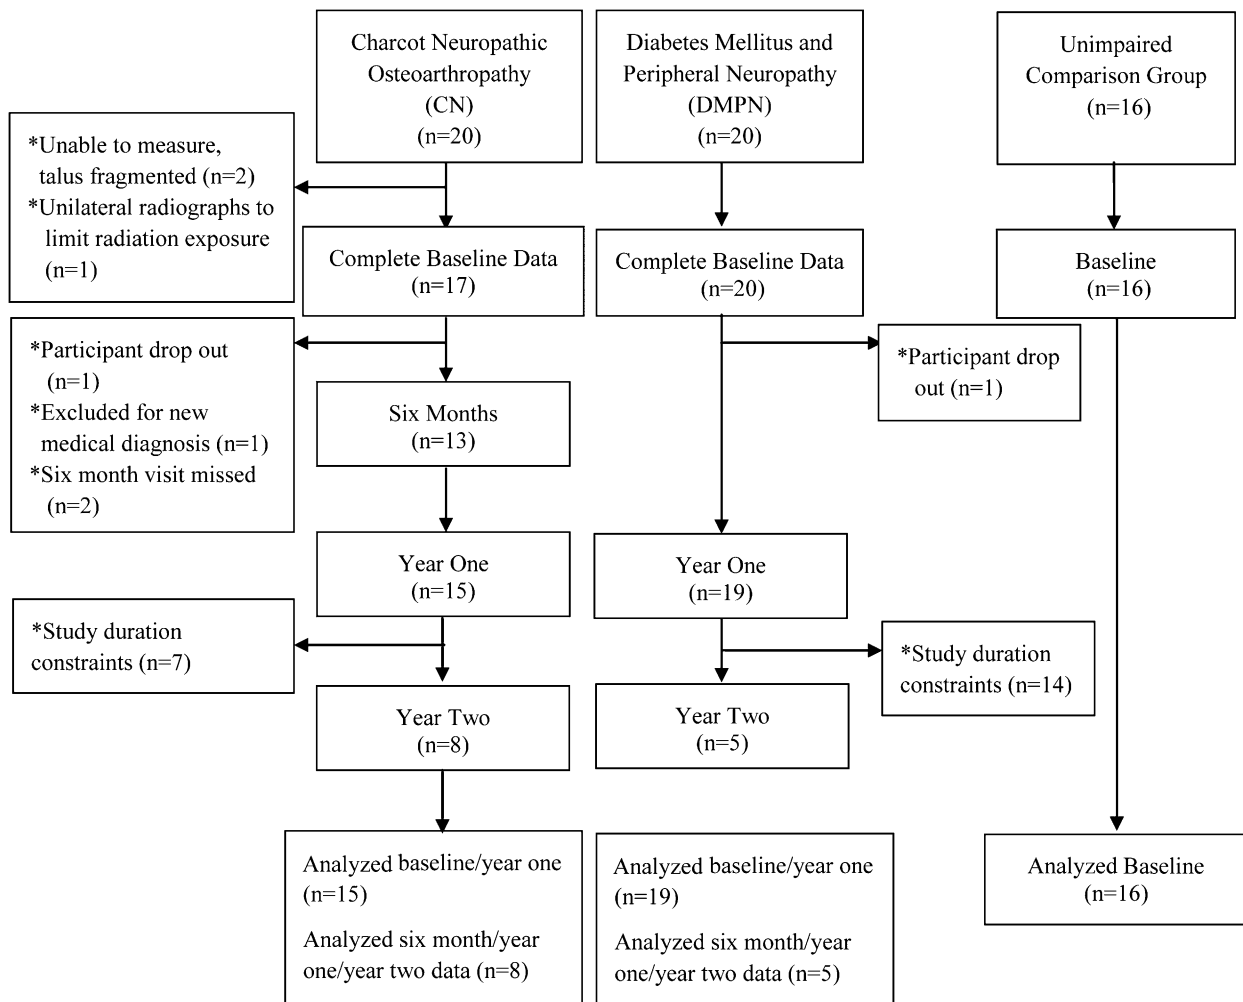 Charcot Neuropathic
Osteoarthropathy
(CN)
(n=20)
Diabetes Mellitus and
Peripheral Neuropathy
(DMPN)
(n=20)
Unimpaired
Comparison Group
(n=16)
*Unable to measure,
talus fragmented (n=2)
*Unilateral radiographs to
limit radiation exposure
(n=1)
Complete Baseline Data
(n=17)
Complete Baseline Data
(n=20)
Baseline
(n=16)
*Participant drop out
(n=1)
*Excluded for new
medical diagnosis (n=1)
*Six month visit missed
(n=2)
*Participant drop
out (n=1)
Six Months
(n=13)
Year One
(n=15)
Year One
(n=19)
*Study duration
constraints (n=7)
*Study duration
constraints (n=14)
Year Two
(n=8)
Year Two
(n=5)
Analyzed baseline/year one
(n=15)
Analyzed six month/year
one/year two data (n=8)
Analyzed baseline/year one
(n=19)
Analyzed six month/year
one/year two data (n=5)
Analyzed Baseline
(n=16)